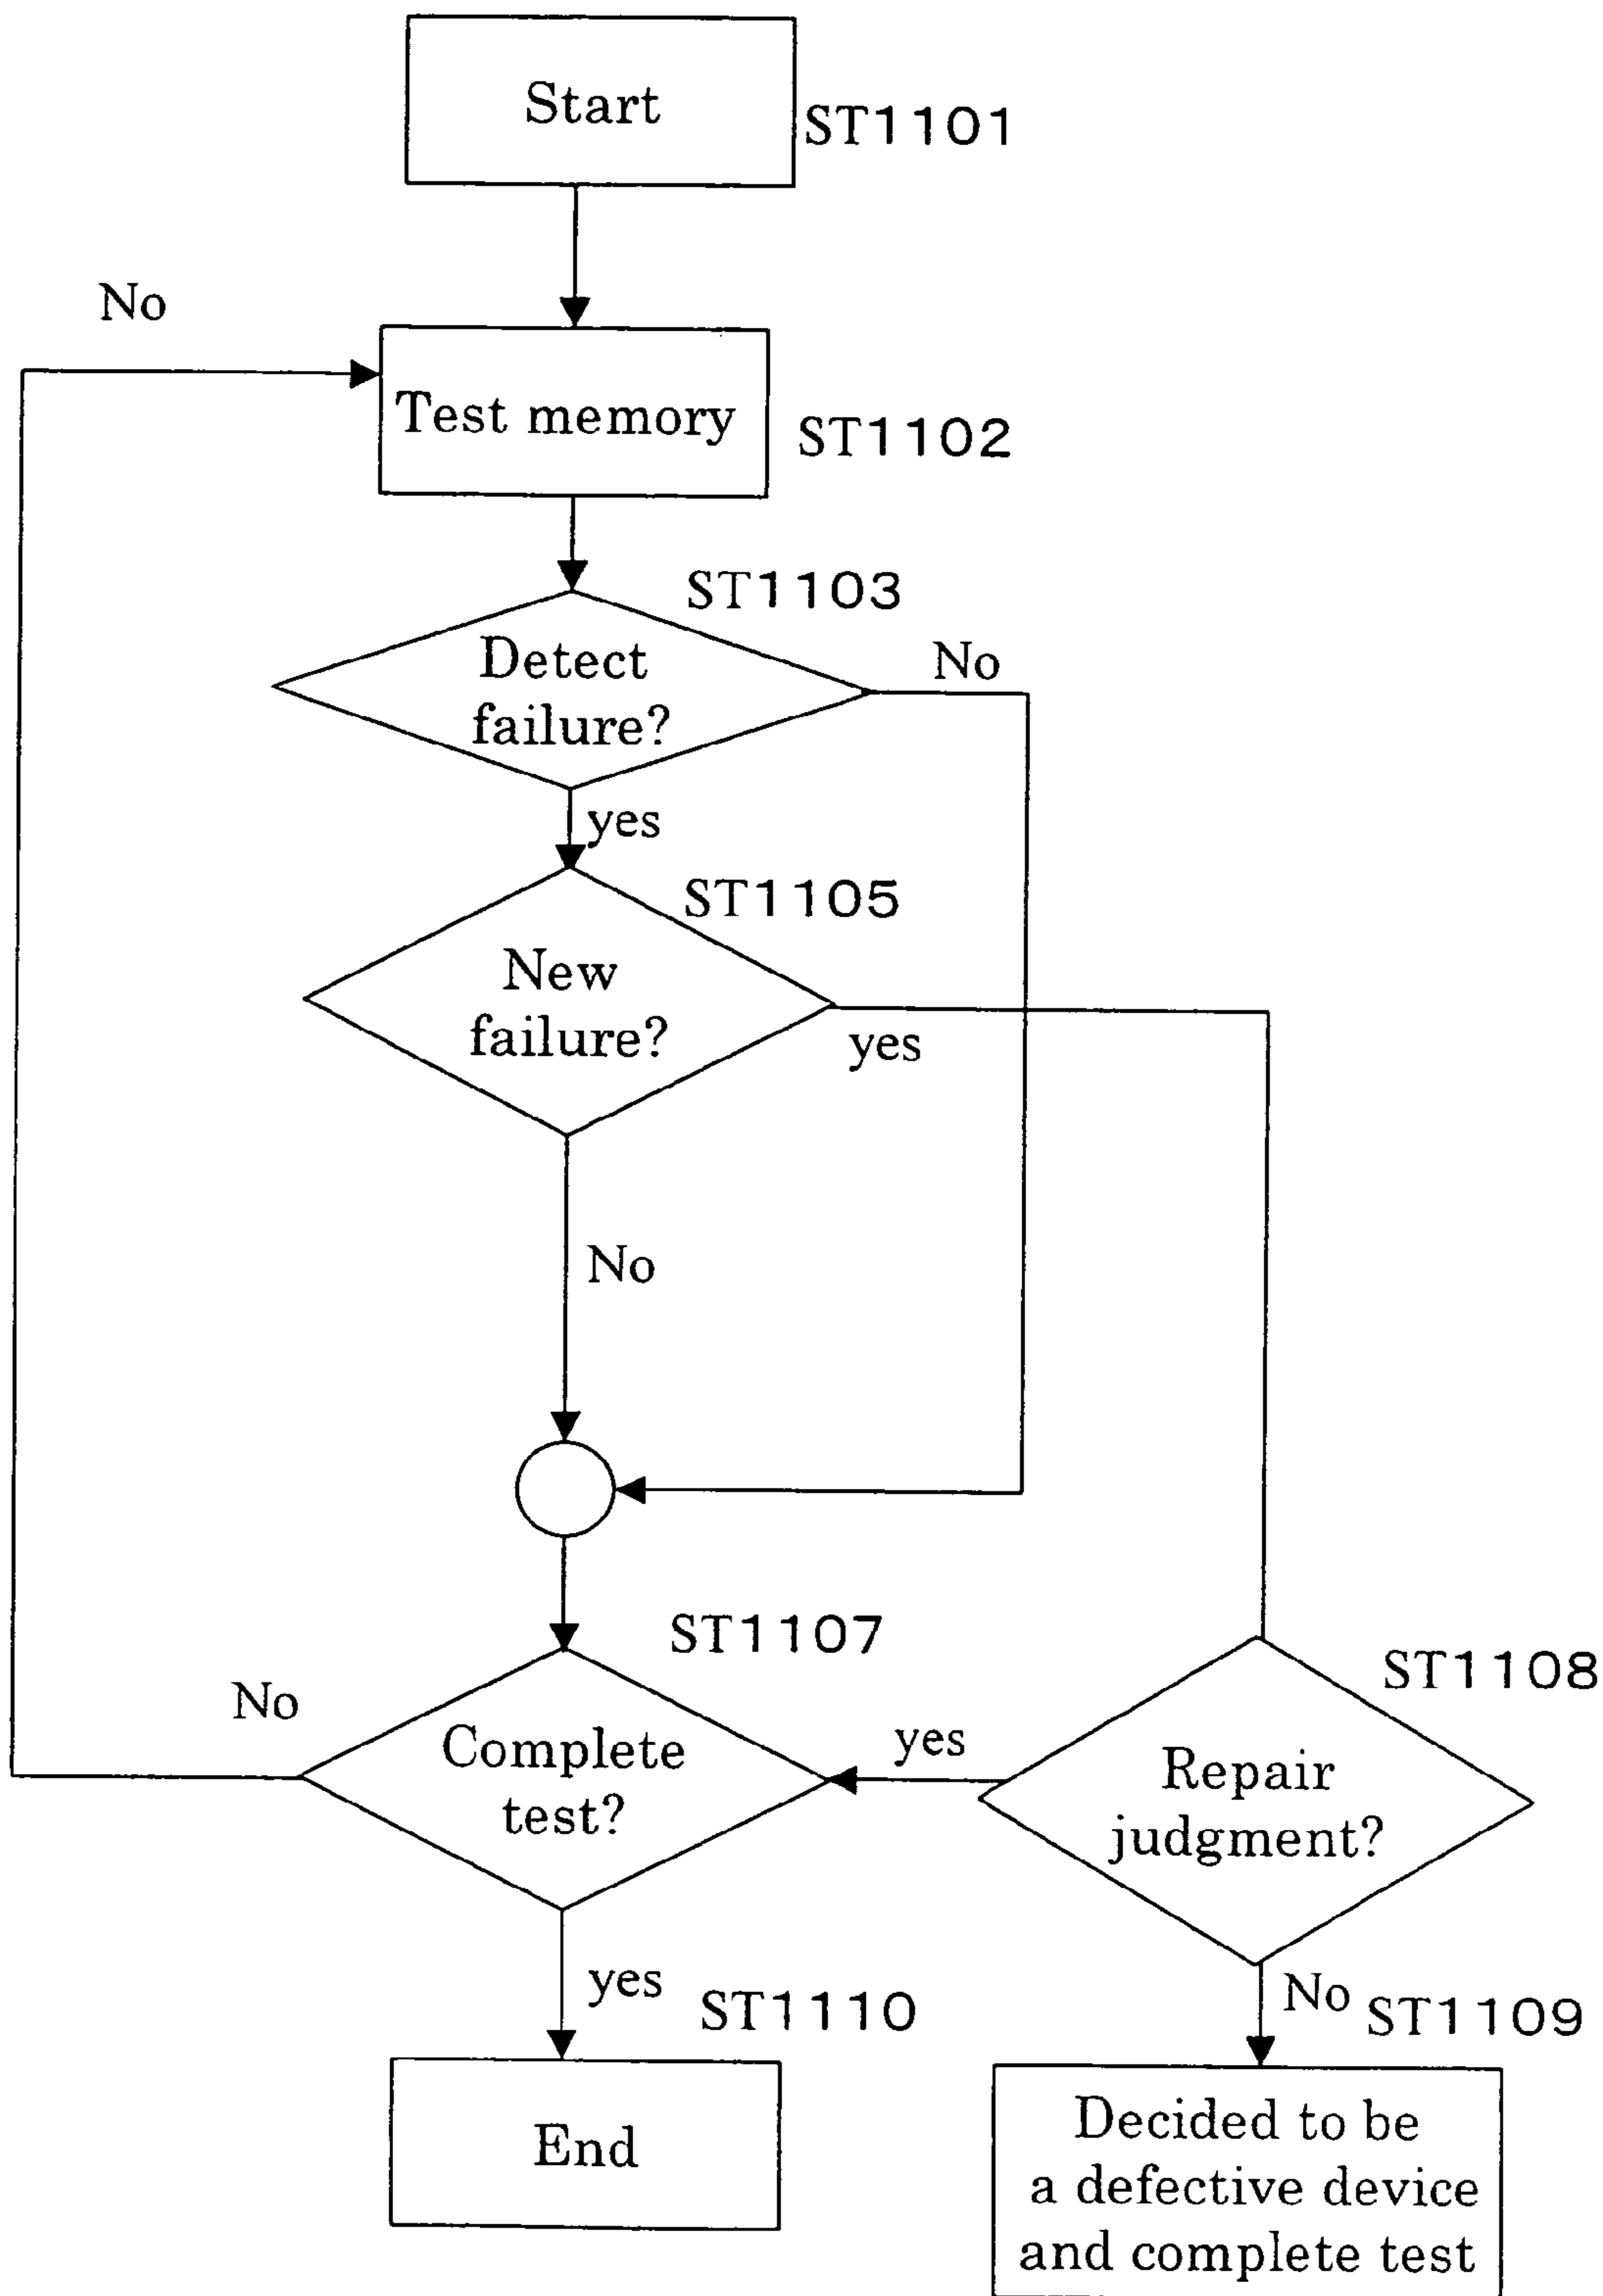 Start
ST1101
No
Test memory
ST1102
ST1103
Detect
failure?
No
yes
ST1105
New
failure?
yes
No
ST1107
ST1108
No
Complete
test?
yes
Repair
judgment?
yes
ST1110
No
ST1109
End
Decided to be
a defective device
and complete test